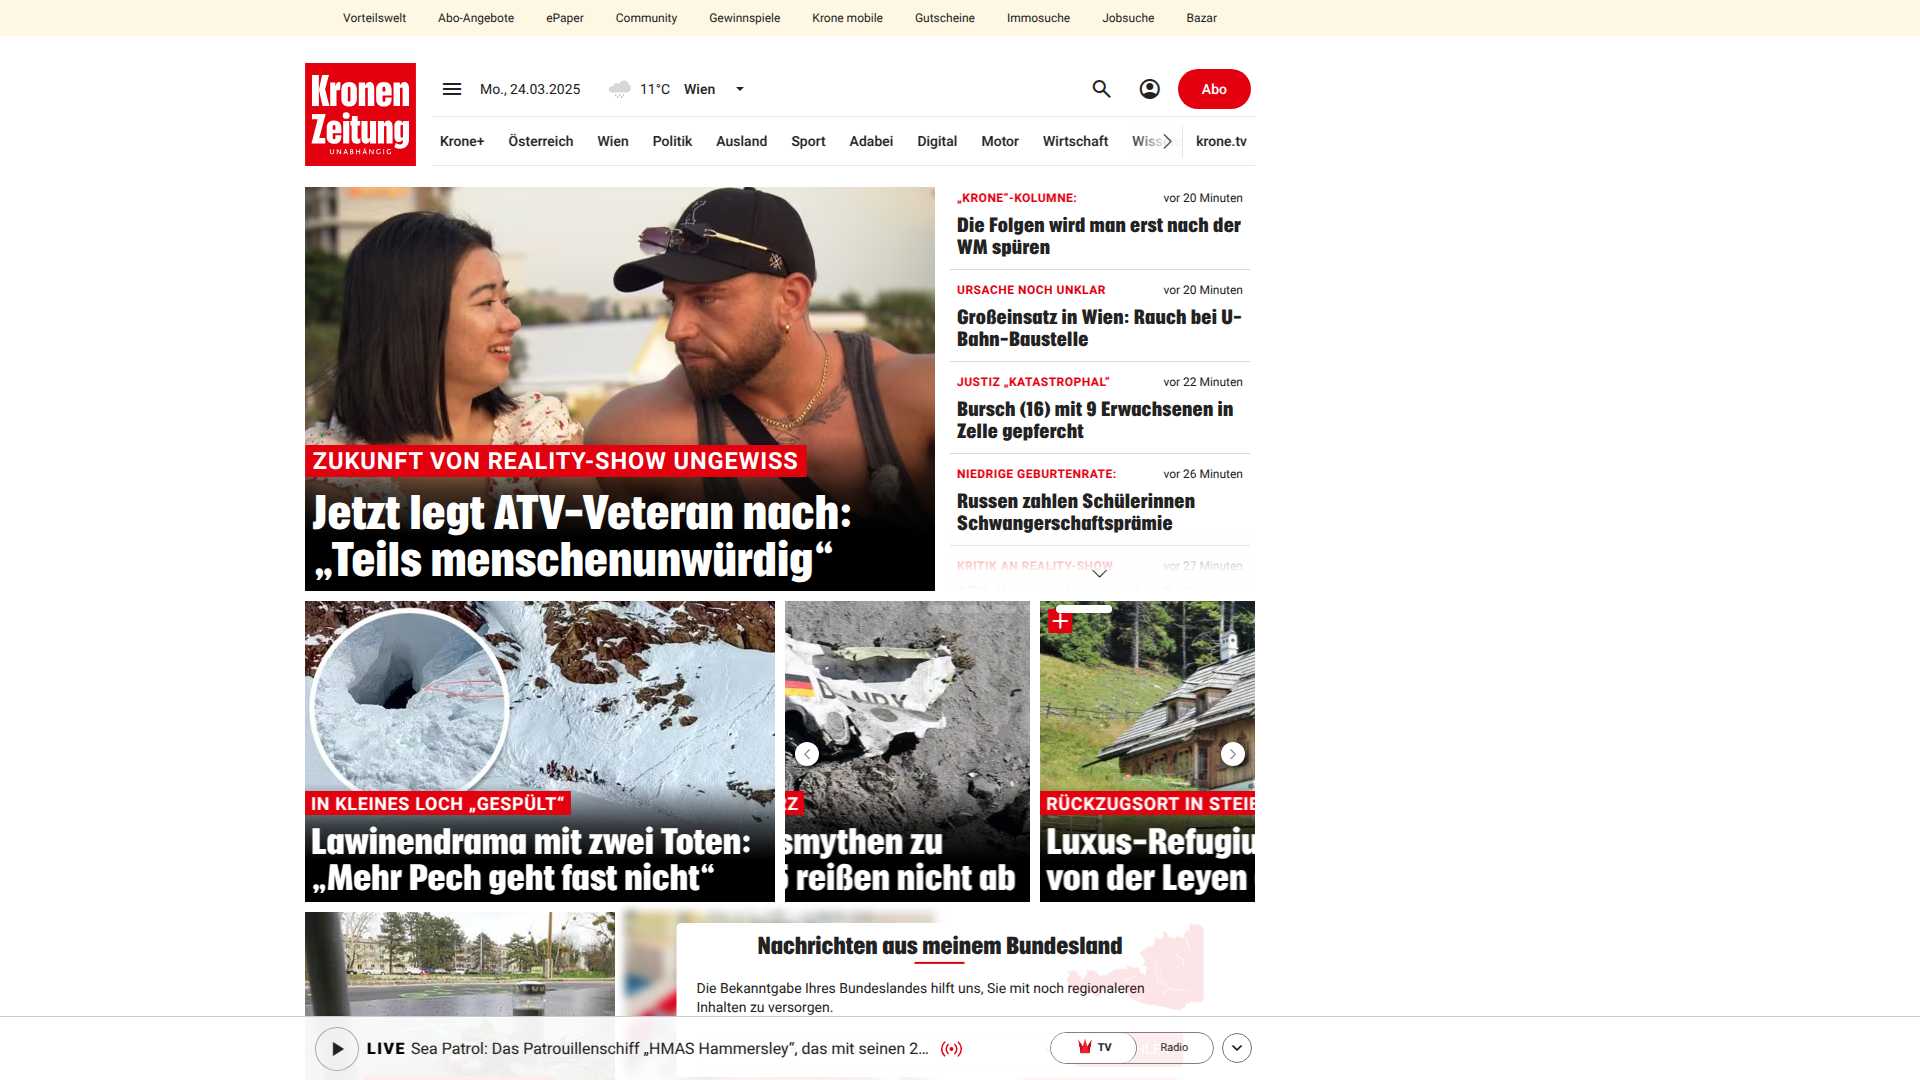 Vorteilswelt Abo-Angebote ePaper Community Gewinnspiele Krone mobile Gutscheine Immosuche Jobsuche Bazar
Kronen
Zeitung
UNABHÄNGIG
Mo., 24.03.2025 11°C Wien Abo
Krone+ Österreich Wien Politik Ausland Sport Adabei Digital Motor Wirtschaft Wiss krone.tv
ZUKUNFT VON REALITY-SHOW UNGEWISS
Jetzt legt ATV-Veteran nach:
„Teils menschenunwürdig“
„KRONE“-KOLUMNE: vor 20 Minuten
Die Folgen wird man erst nach der
WM spüren
URSACHE NOCH UNKLAR vor 20 Minuten
Großeinsatz in Wien: Rauch bei U-
Bahn-Baustelle
JUSTIZ „KATASTROPHAL“ vor 22 Minuten
Bursch (16) mit 9 Erwachsenen in
Zelle gepfercht
NIEDRIGE GEBURTENRATE: vor 26 Minuten
Russen zahlen Schülerinnen
Schwangerschaftsprämie
KRITIK AN REALITY-SHOW vor 27 Minuten
IN KLEINES LOCH „GESPÜLT“
Lawinendrama mit zwei Toten:
„Mehr Pech geht fast nicht“
RZ
smythen zu
reißen nicht ab
RÜCKZUGSORT IN STEIE
Luxus-Refugiu
von der Leyen
Nachrichten aus meinem Bundesland
Die Bekanntgabe Ihres Bundeslandes hilft uns, Sie mit noch regionaleren
Inhalten zu versorgen.
LIVE Sea Patrol: Das Patrouillenschiff „HMAS Hammersley“, das mit seinen 2... TV Radio